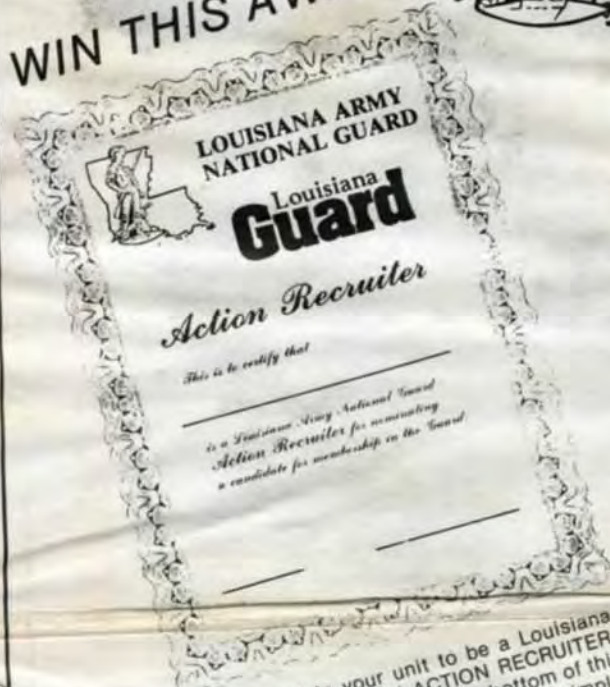 WIN THIS
LOUISIANA ARMY
NATIONAL GUARD
Louisiana
Guard
Action Recruiter
This is to certify that
is a Louisiana Army National Guard
Action Recruiter for nominating
a candidate for membership in the Guard
your unit to be a Louisiana
ACTION RECRUITER
bottom of this